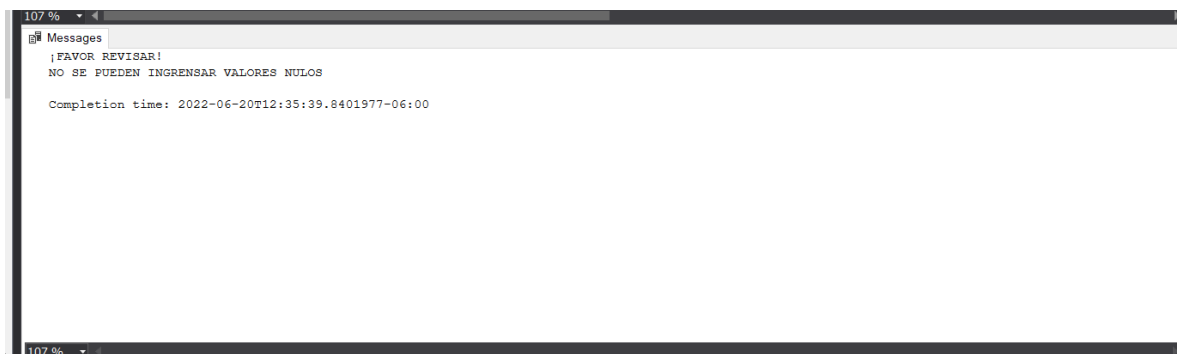 107 %
Messages
¡FAVOR REVISAR!
NO SE PUEDEN INGRENSAR VALORES NULOS
Completion time: 2022-06-20T12:35:39.8401977-06:00
107 %